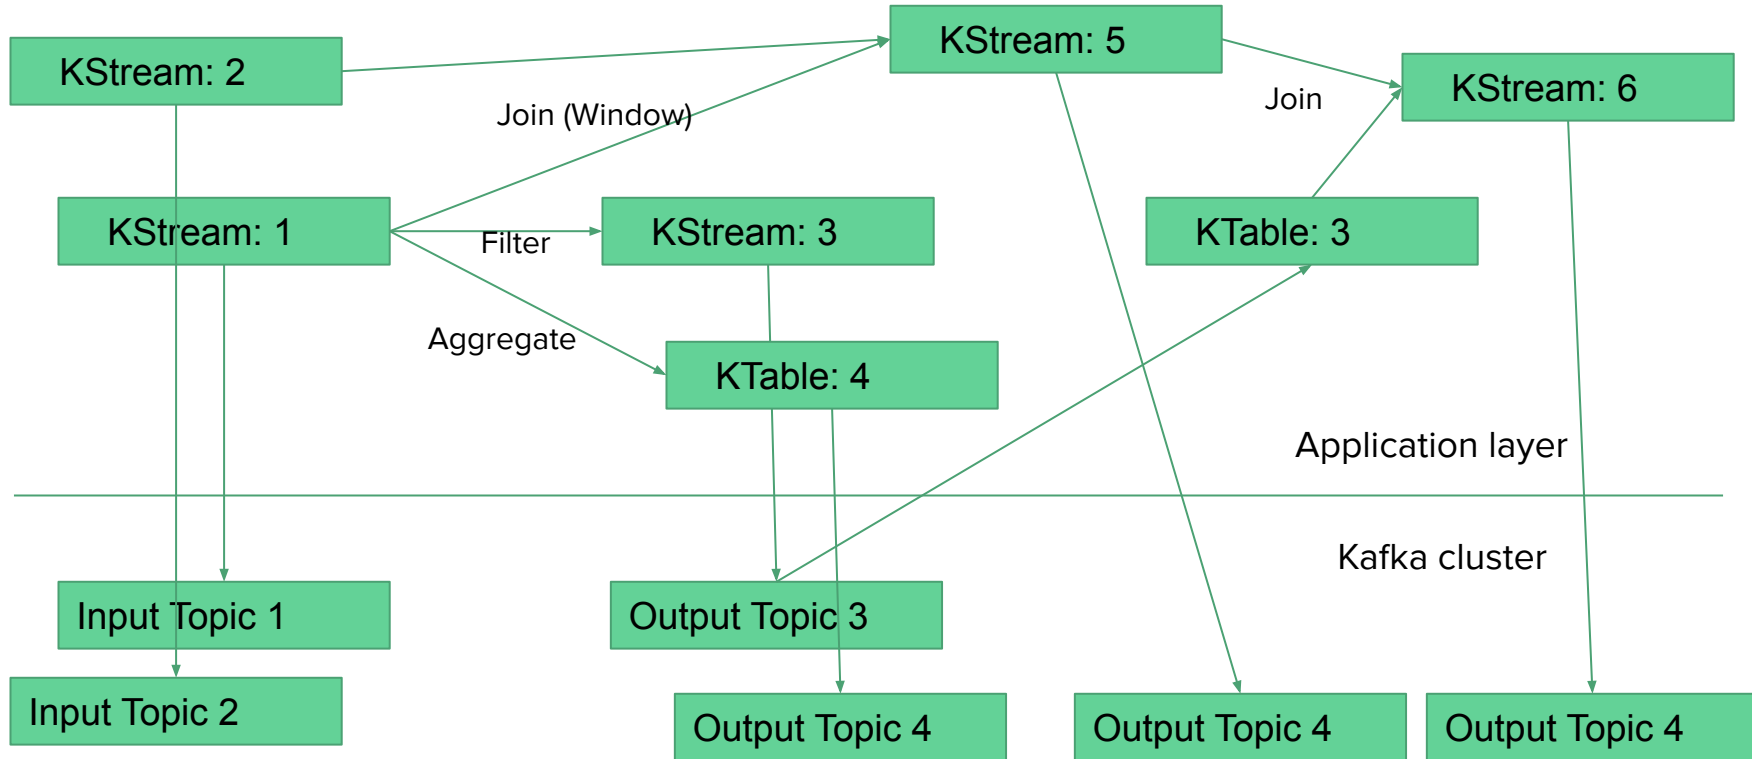 KStream: 5
KStream: 2
KStream: 6
Join
Join (Window)
KStream: 1
Filter
KStream: 3
KTable: 3
Aggregate
KTable: 4
Application layer
Kafka cluster
Input Topic 1
Output Topic 3
Input Topic 2
Output Topic 4
Output Topic 4
Output Topic 4